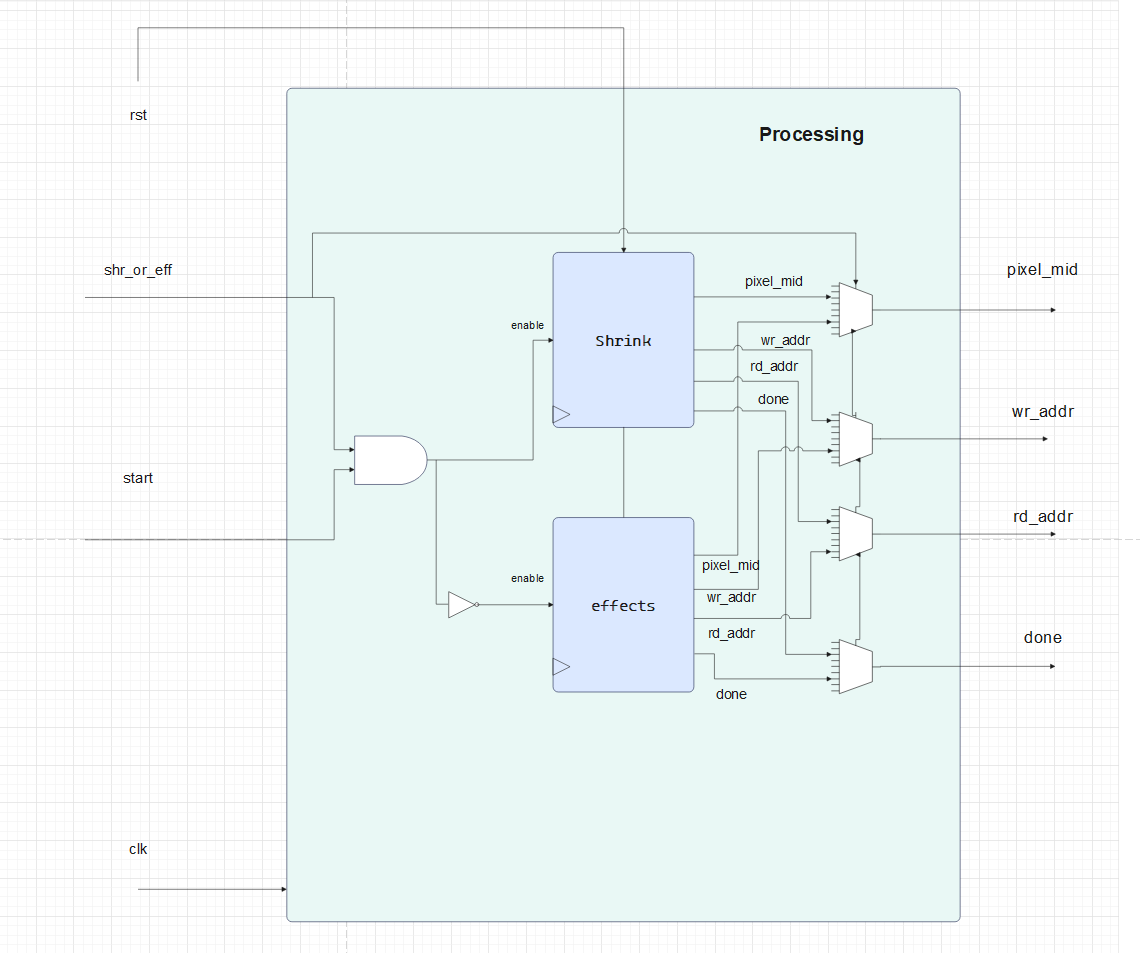 rst
Processing
shr_or_eff
pixel_mid
pixel_mid
enable
Shrink
wr_addr
rd_addr
done
wr_addr
start
rd_addr
enable
pixel_mid
effects
wr_addr
rd_addr
done
done
clk